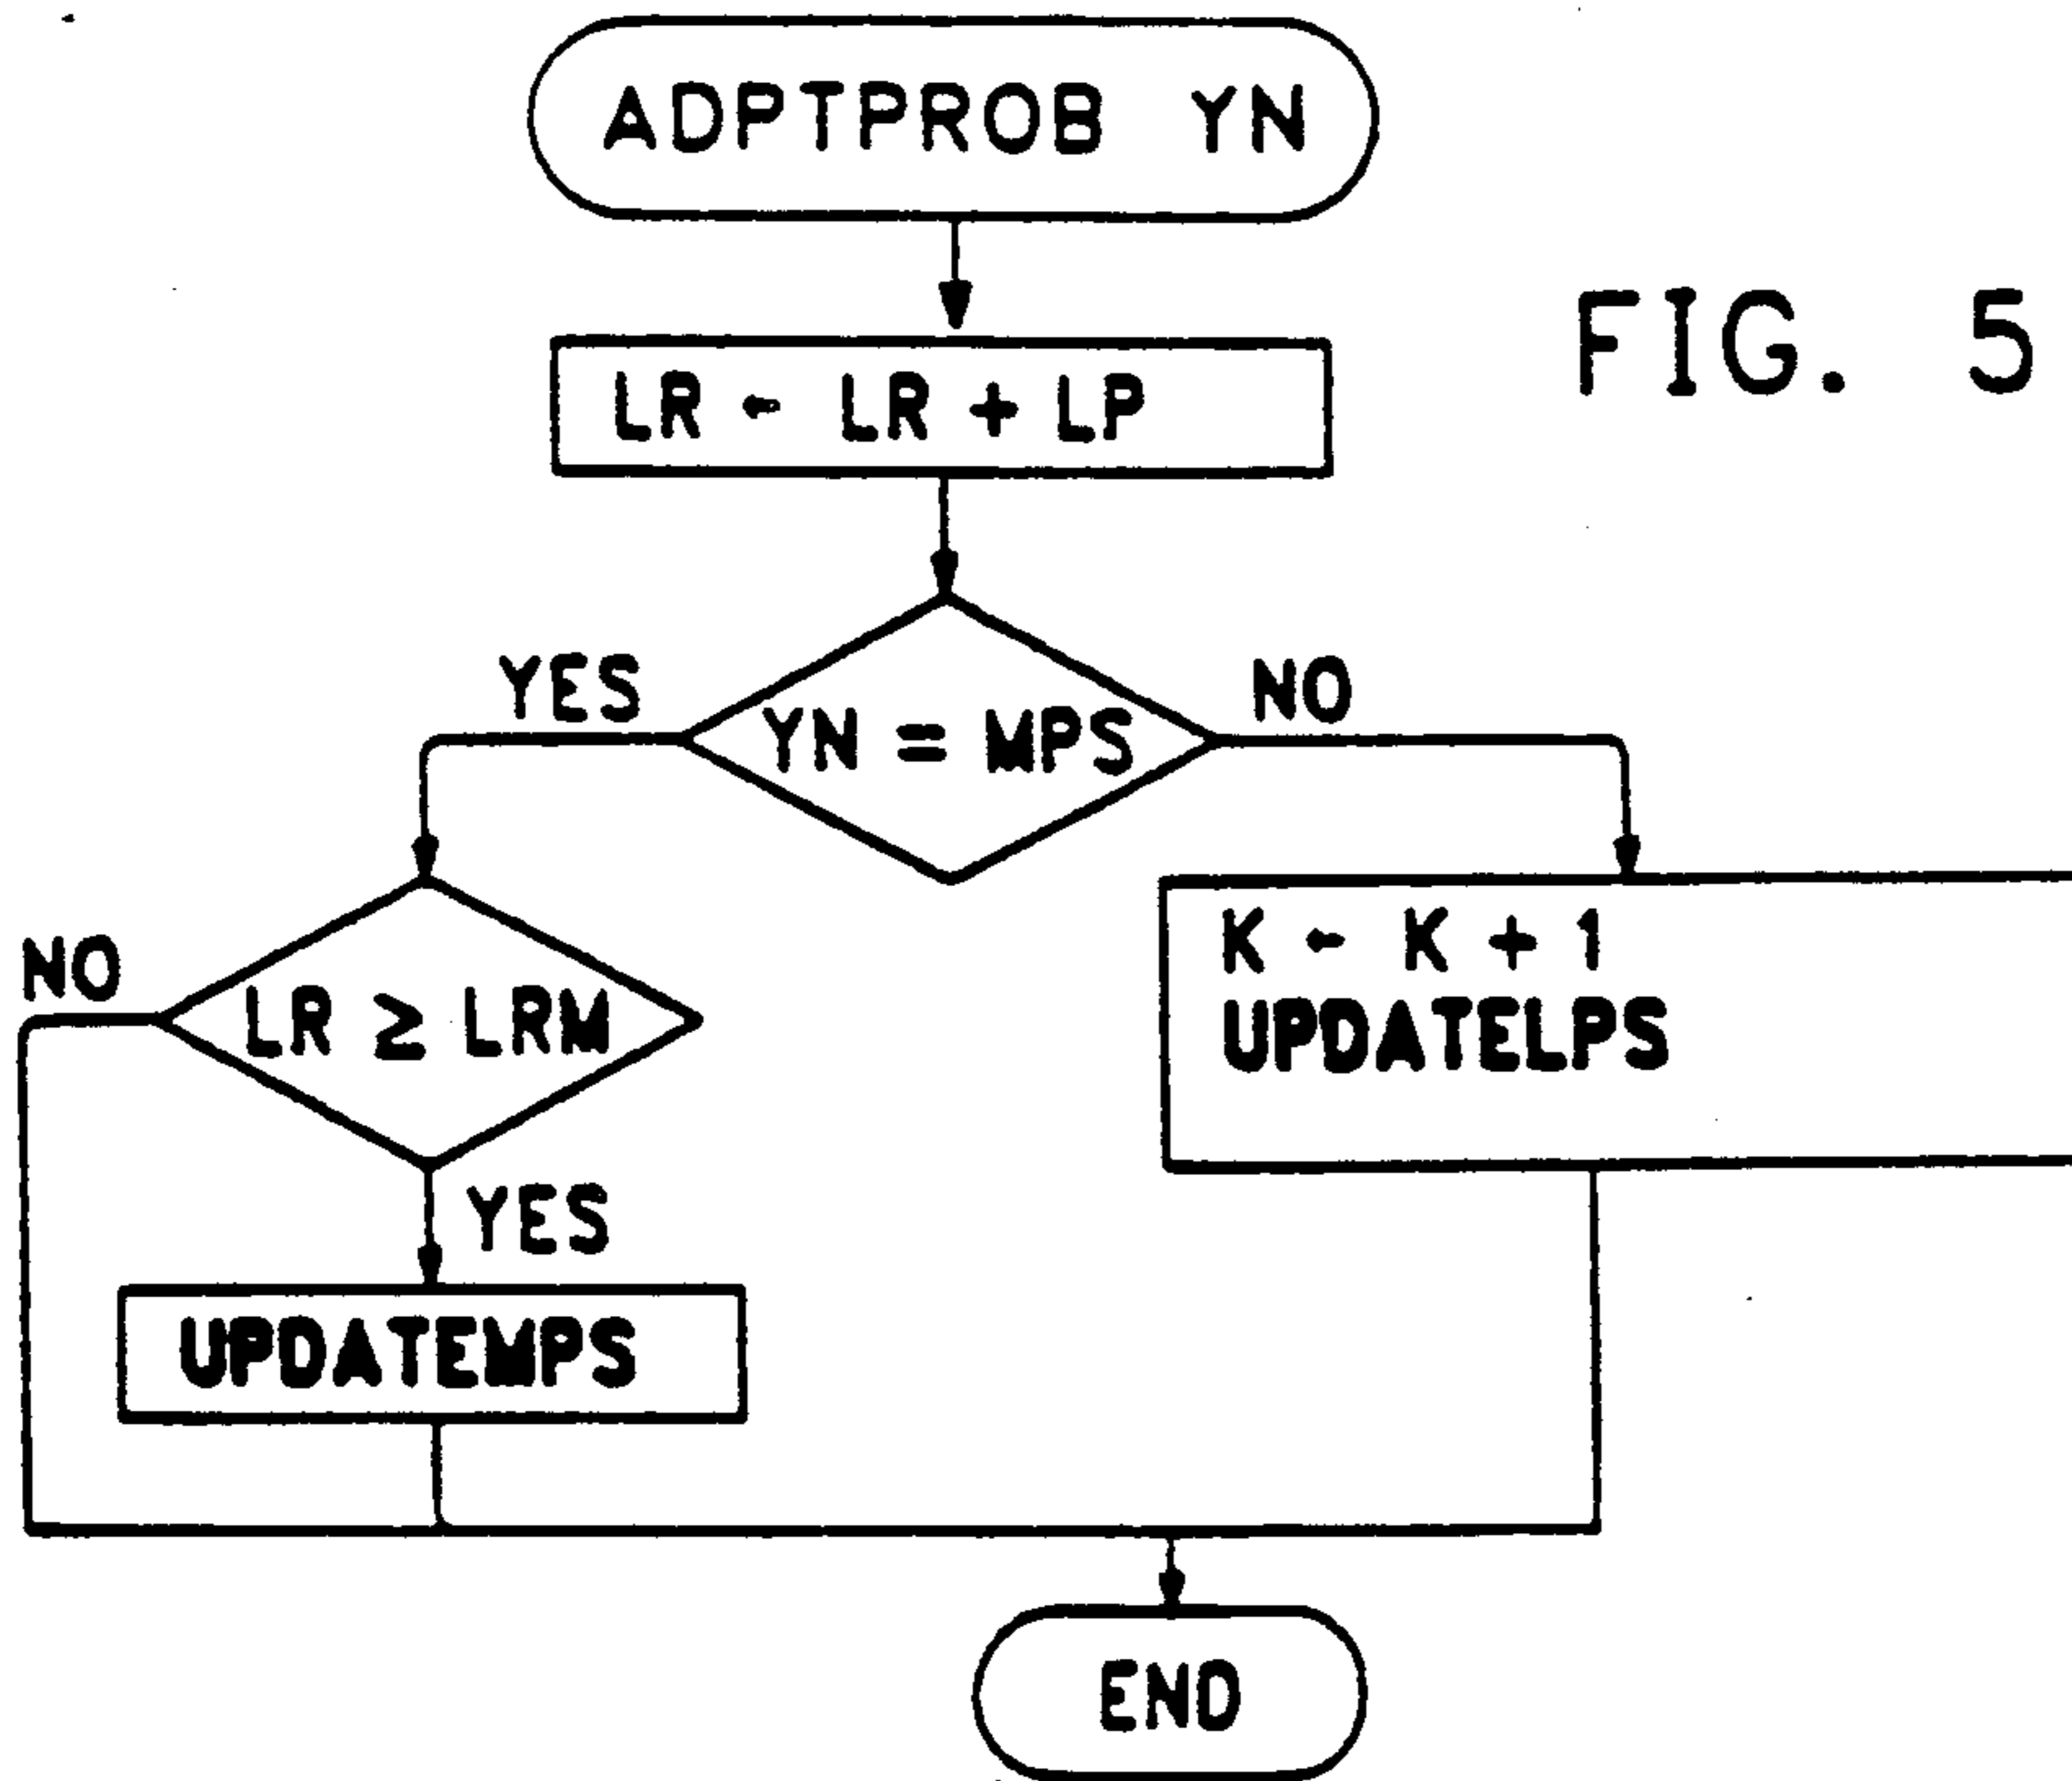 ADPTPROB YN
FIG. 5
LR ← LR + LP
YES
NO
YN = MPS
K ← K + 1
UPDATELPS
NO
LR ≥ LRM
YES
UPDATEMPS
END